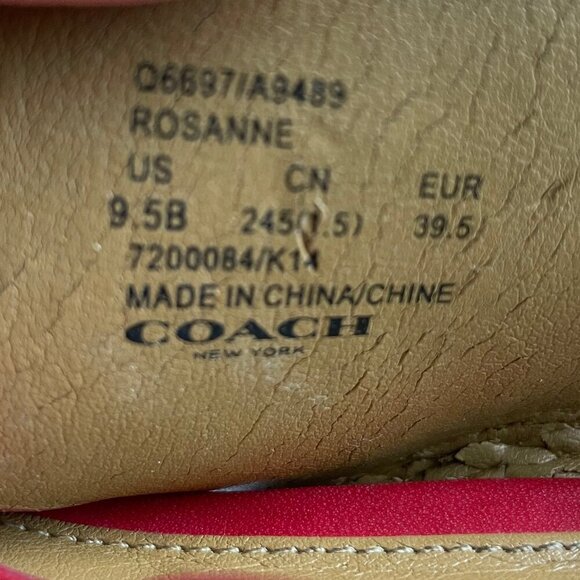 Q6697/A9489
ROSANNE
US CN EUR
9.5B 245(1.5) 39.5
7200084/K14
MADE IN CHINA/CHINE
COACH
NEW YORK